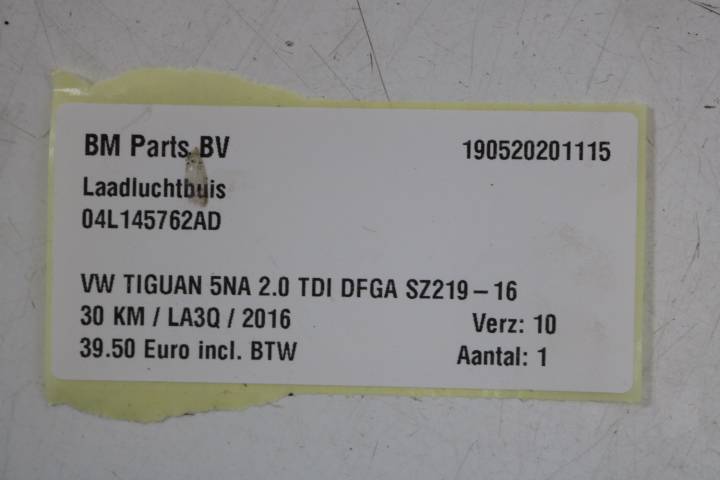 BM Parts BV 190520201115
Laadluchtbuis
04L145762AD
VW TIGUAN 5NA 2.0 TDI DFGA SZ219-16
30 KM / LA3Q / 2016 Verz: 10
39.50 Euro incl. BTW Aantal: 1